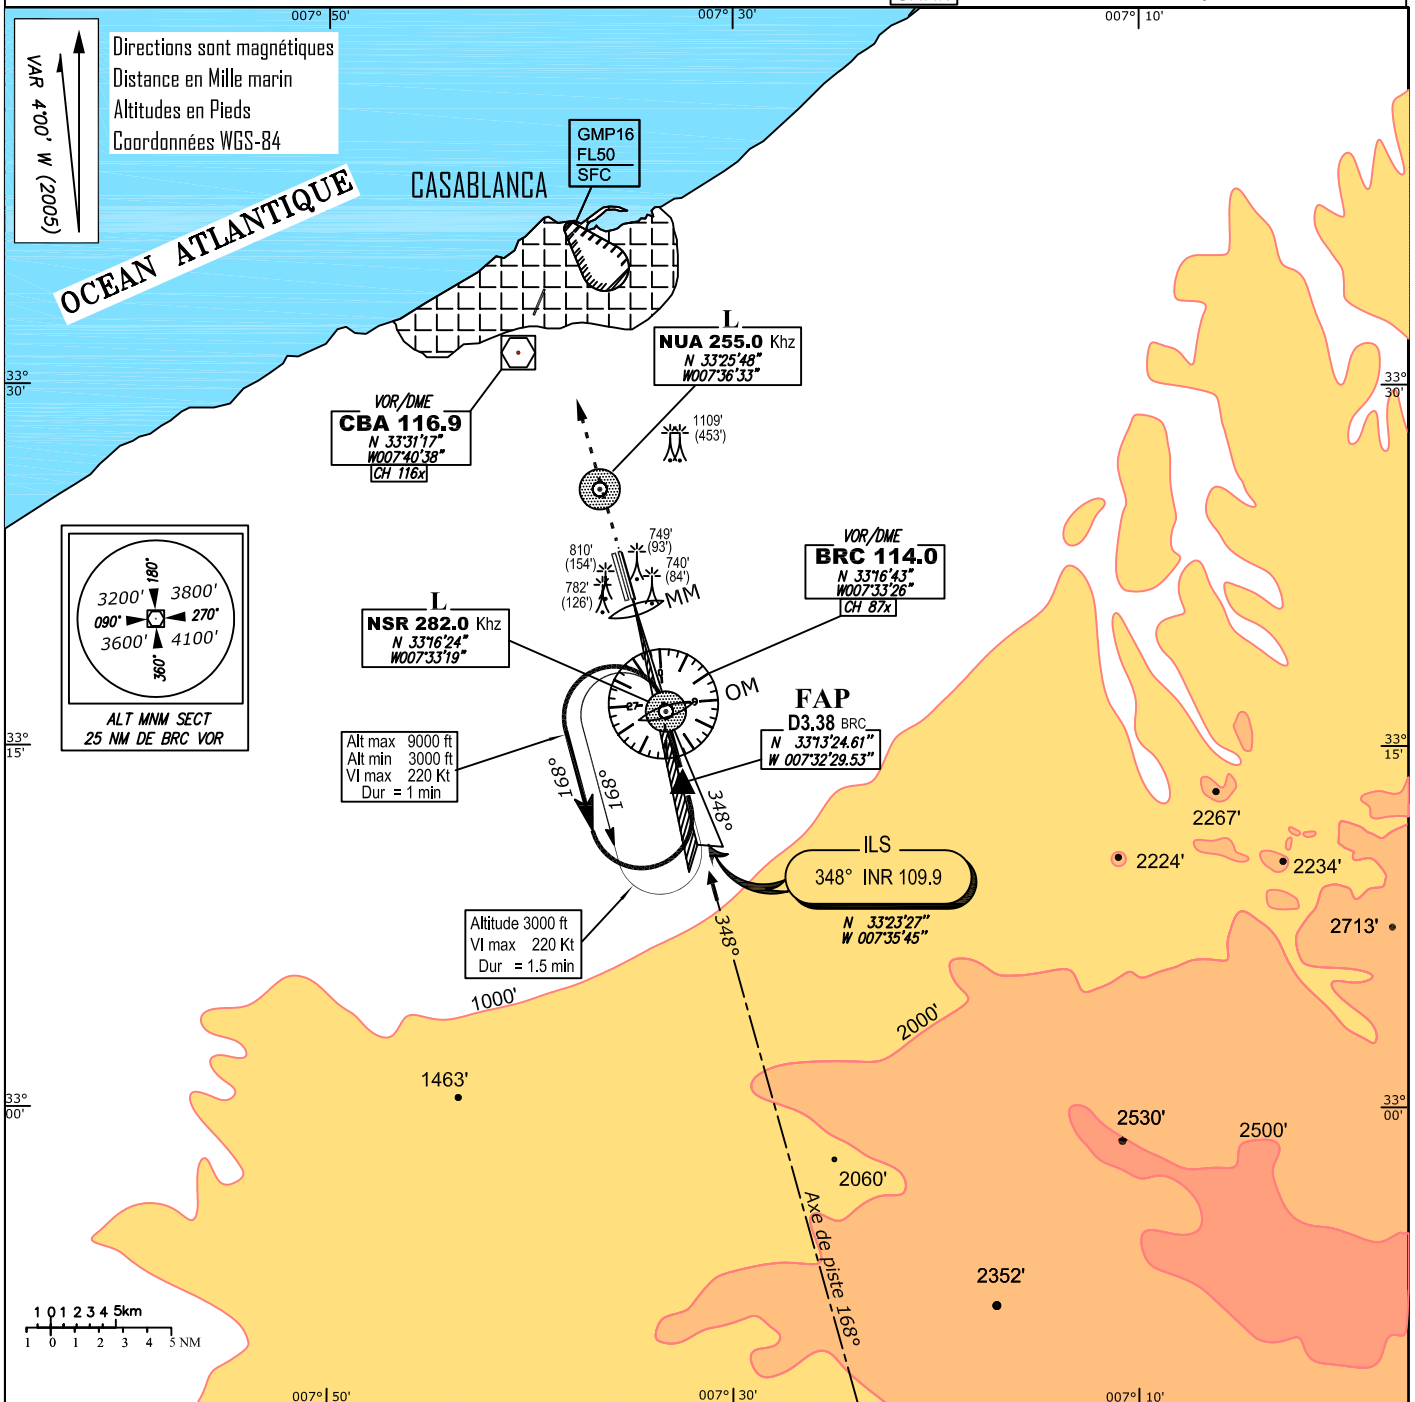 007° 50'
007° 30'
007° 10'
VAR 4°00' W (2005)
Directions sont magnétiques
Distance en Mille marin
Altitudes en Pieds
Coordonnées WGS-84
OCEAN ATLANTIQUE
CASABLANCA
GMP16
FL50
SFC
L
NUA 255.0 Khz
N 33°25'48"
W007°36'33"
33°
30'
33°
30'
VOR/DME
CBA 116.9
N 33°31'17"
W007°40'38"
CH 116x
1109'
(453')
810'
(154')
749'
(93')
782'
(126')
740'
(84')
MM
VOR/DME
BRC 114.0
N 33°16'43"
W007°33'26"
CH 87x
180°
3200'
3800'
090°
270°
3600'
4100'
360°
ALT MNM SECT
25 NM DE BRC VOR
L
NSR 282.0 Khz
N 33°16'24"
W007°33'19"
0
27
9
OM
FAP
D3.38 BRC
N 33°13'24.61"
W 007°32'29.53"
33°
15'
33°
15'
Alt max 9000 ft
Alt min 3000 ft
VI max 220 Kt
Dur = 1 min
168°
168°
348°
2267'
2224'
2234'
ILS
348° INR 109.9
N 33°23'27"
W 007°35'45"
2713'
Altitude 3000 ft
VI max 220 Kt
Dur = 1.5 min
348°
1000'
2000'
1463'
33°
00'
33°
00'
2530'
2500'
2060'
Axe de piste 168°
2352'
1 0 1 2 3 4 5km
1 0 1 2 3 4 5 NM
007° 50'
007° 30'
007° 10'